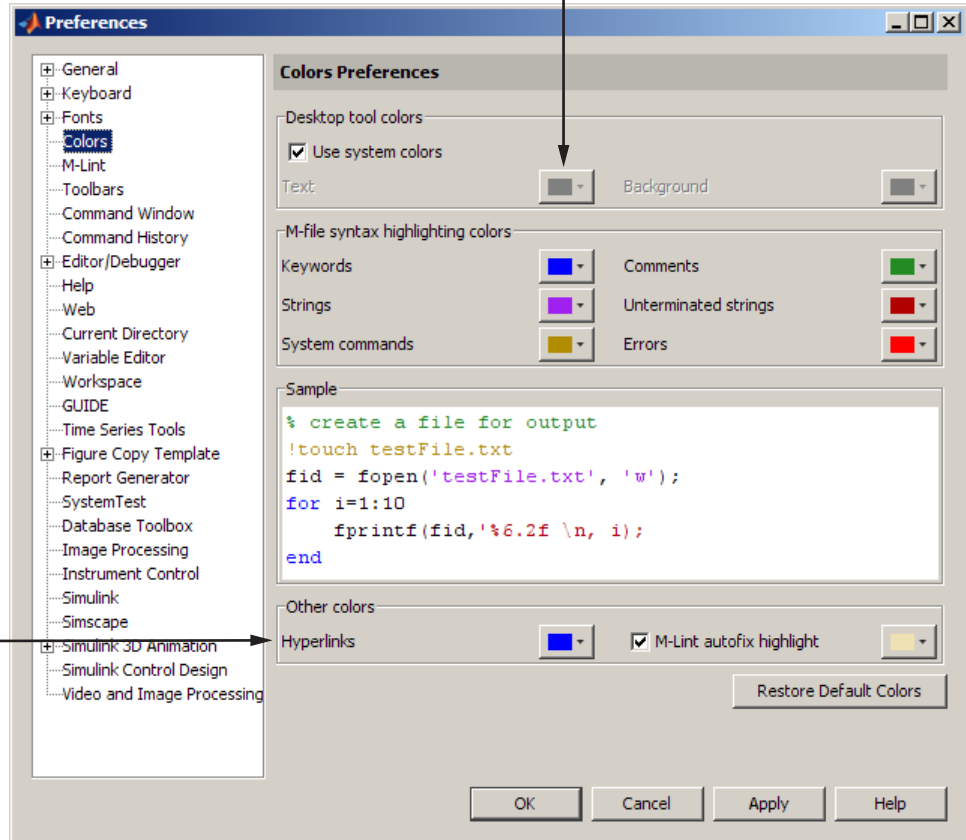 Preferences
General
Keyboard
Fonts
Colors
M-Lint
Toolbars
Command Window
Command History
Editor/Debugger
Help
Web
Current Directory
Variable Editor
Workspace
GUIDE
Time Series Tools
Figure Copy Template
Report Generator
SystemTest
Database Toolbox
Image Processing
Instrument Control
Simulink
Simscape
Simulink 3D Animation
Simulink Control Design
Video and Image Processing
Colors Preferences
Desktop tool colors
Use system colors
Text Background
M-file syntax highlighting colors
Keywords Comments
Strings Unterminated strings
System commands Errors
Sample
% create a file for output
!touch testFile.txt
fid = fopen('testFile.txt', 'w');
for i=1:10
fprintf(fid,'%6.2f \n, i);
end
Other colors
Hyperlinks M-Lint autofix highlight
Restore Default Colors
OK Cancel Apply Help